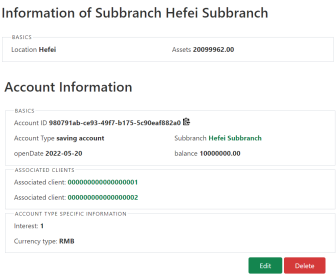 Information of Subbranch Hefei Subbranch
BASICS
Location Hefei Assets 20099962.00
Account Information
BASICS
Account ID 980791ab-ce93-49f7-b175-5c90eaf882a0
Account Type saving account Subbranch Hefei Subbranch
openDate 2022-05-20 balance 10000000.00
ASSOCIATED CLIENTS
Associated client: 000000000000000001
Associated client: 000000000000000002
ACCOUNT TYPE SPECIFIC INFORMATION
Interest: 1
Currency type: RMB
Edit Delete